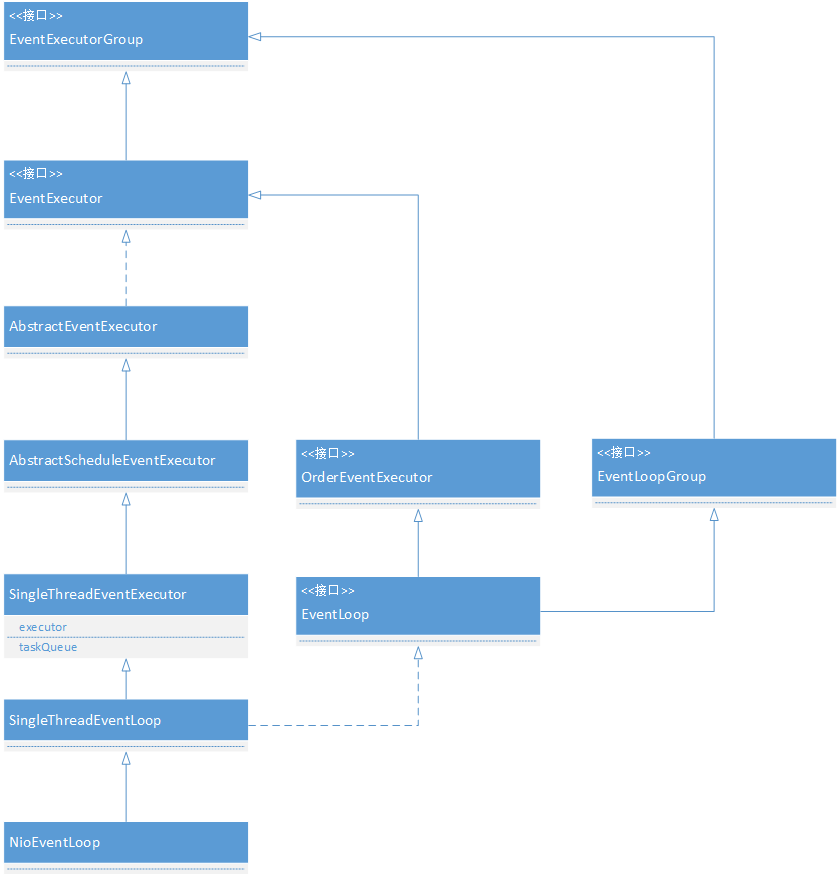 <<接口>>
EventExecutorGroup
<<接口>>
EventExecutor
AbstractEventExecutor
AbstractScheduleEventExecutor
<<接口>>
OrderEventExecutor
<<接口>>
EventLoopGroup
SingleThreadEventExecutor
executor
taskQueue
<<接口>>
EventLoop
SingleThreadEventLoop
NioEventLoop